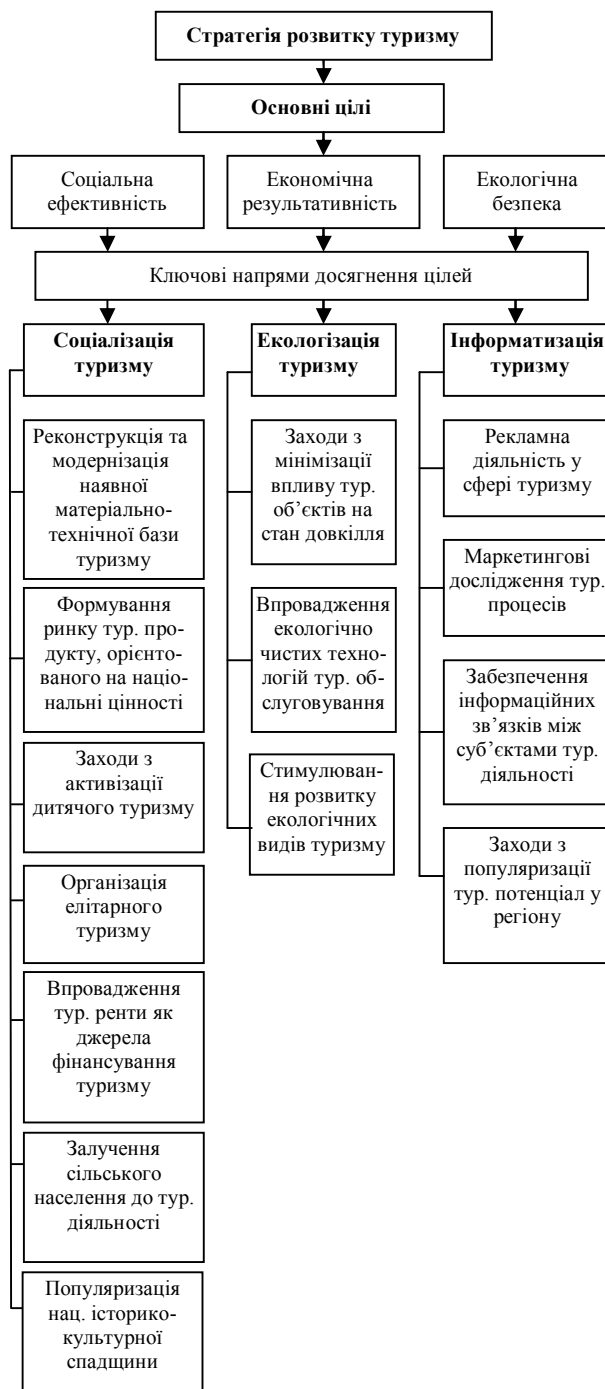 Стратегія розвитку туризму
Основні цілі
Соціальна
ефективність
Економічна
результативність
Екологічна
безпека
Ключові напрями досягнення цілей
Соціалізація
туризму
Реконструкція та
модернізація
наявної
матеріально-
технічної бази
туризму
Формування
ринку тур. про-
дукту, орієнто-
ваного на націо-
нальні цінності
Заходи з
активізації
дитячого туризму
Організація
елітарного
туризму
Впровадження
тур. ренти як
джерела
фінансування
туризму
Залучення
сільського
населення до тур.
діяльності
Популяризація
нац. історико-
культурної
спадщини
Екологізація
туризму
Заходи з
мінімізації
впливу тур.
об’єктів на
стан довкілля
Впровадження
екологічно
чистих техно-
логій тур. об-
слуговування
Стимулюван-
ня розвитку
екологічних
видів туризму
Інформатизація
туризму
Рекламна
діяльність у
сфері туризму
Маркетингові
дослідження тур.
процесів
Забезпечення
інформаційних
зв’язків між
суб’єктами тур.
діяльності
Заходи з
популяризації
тур. потенціал у
регіону